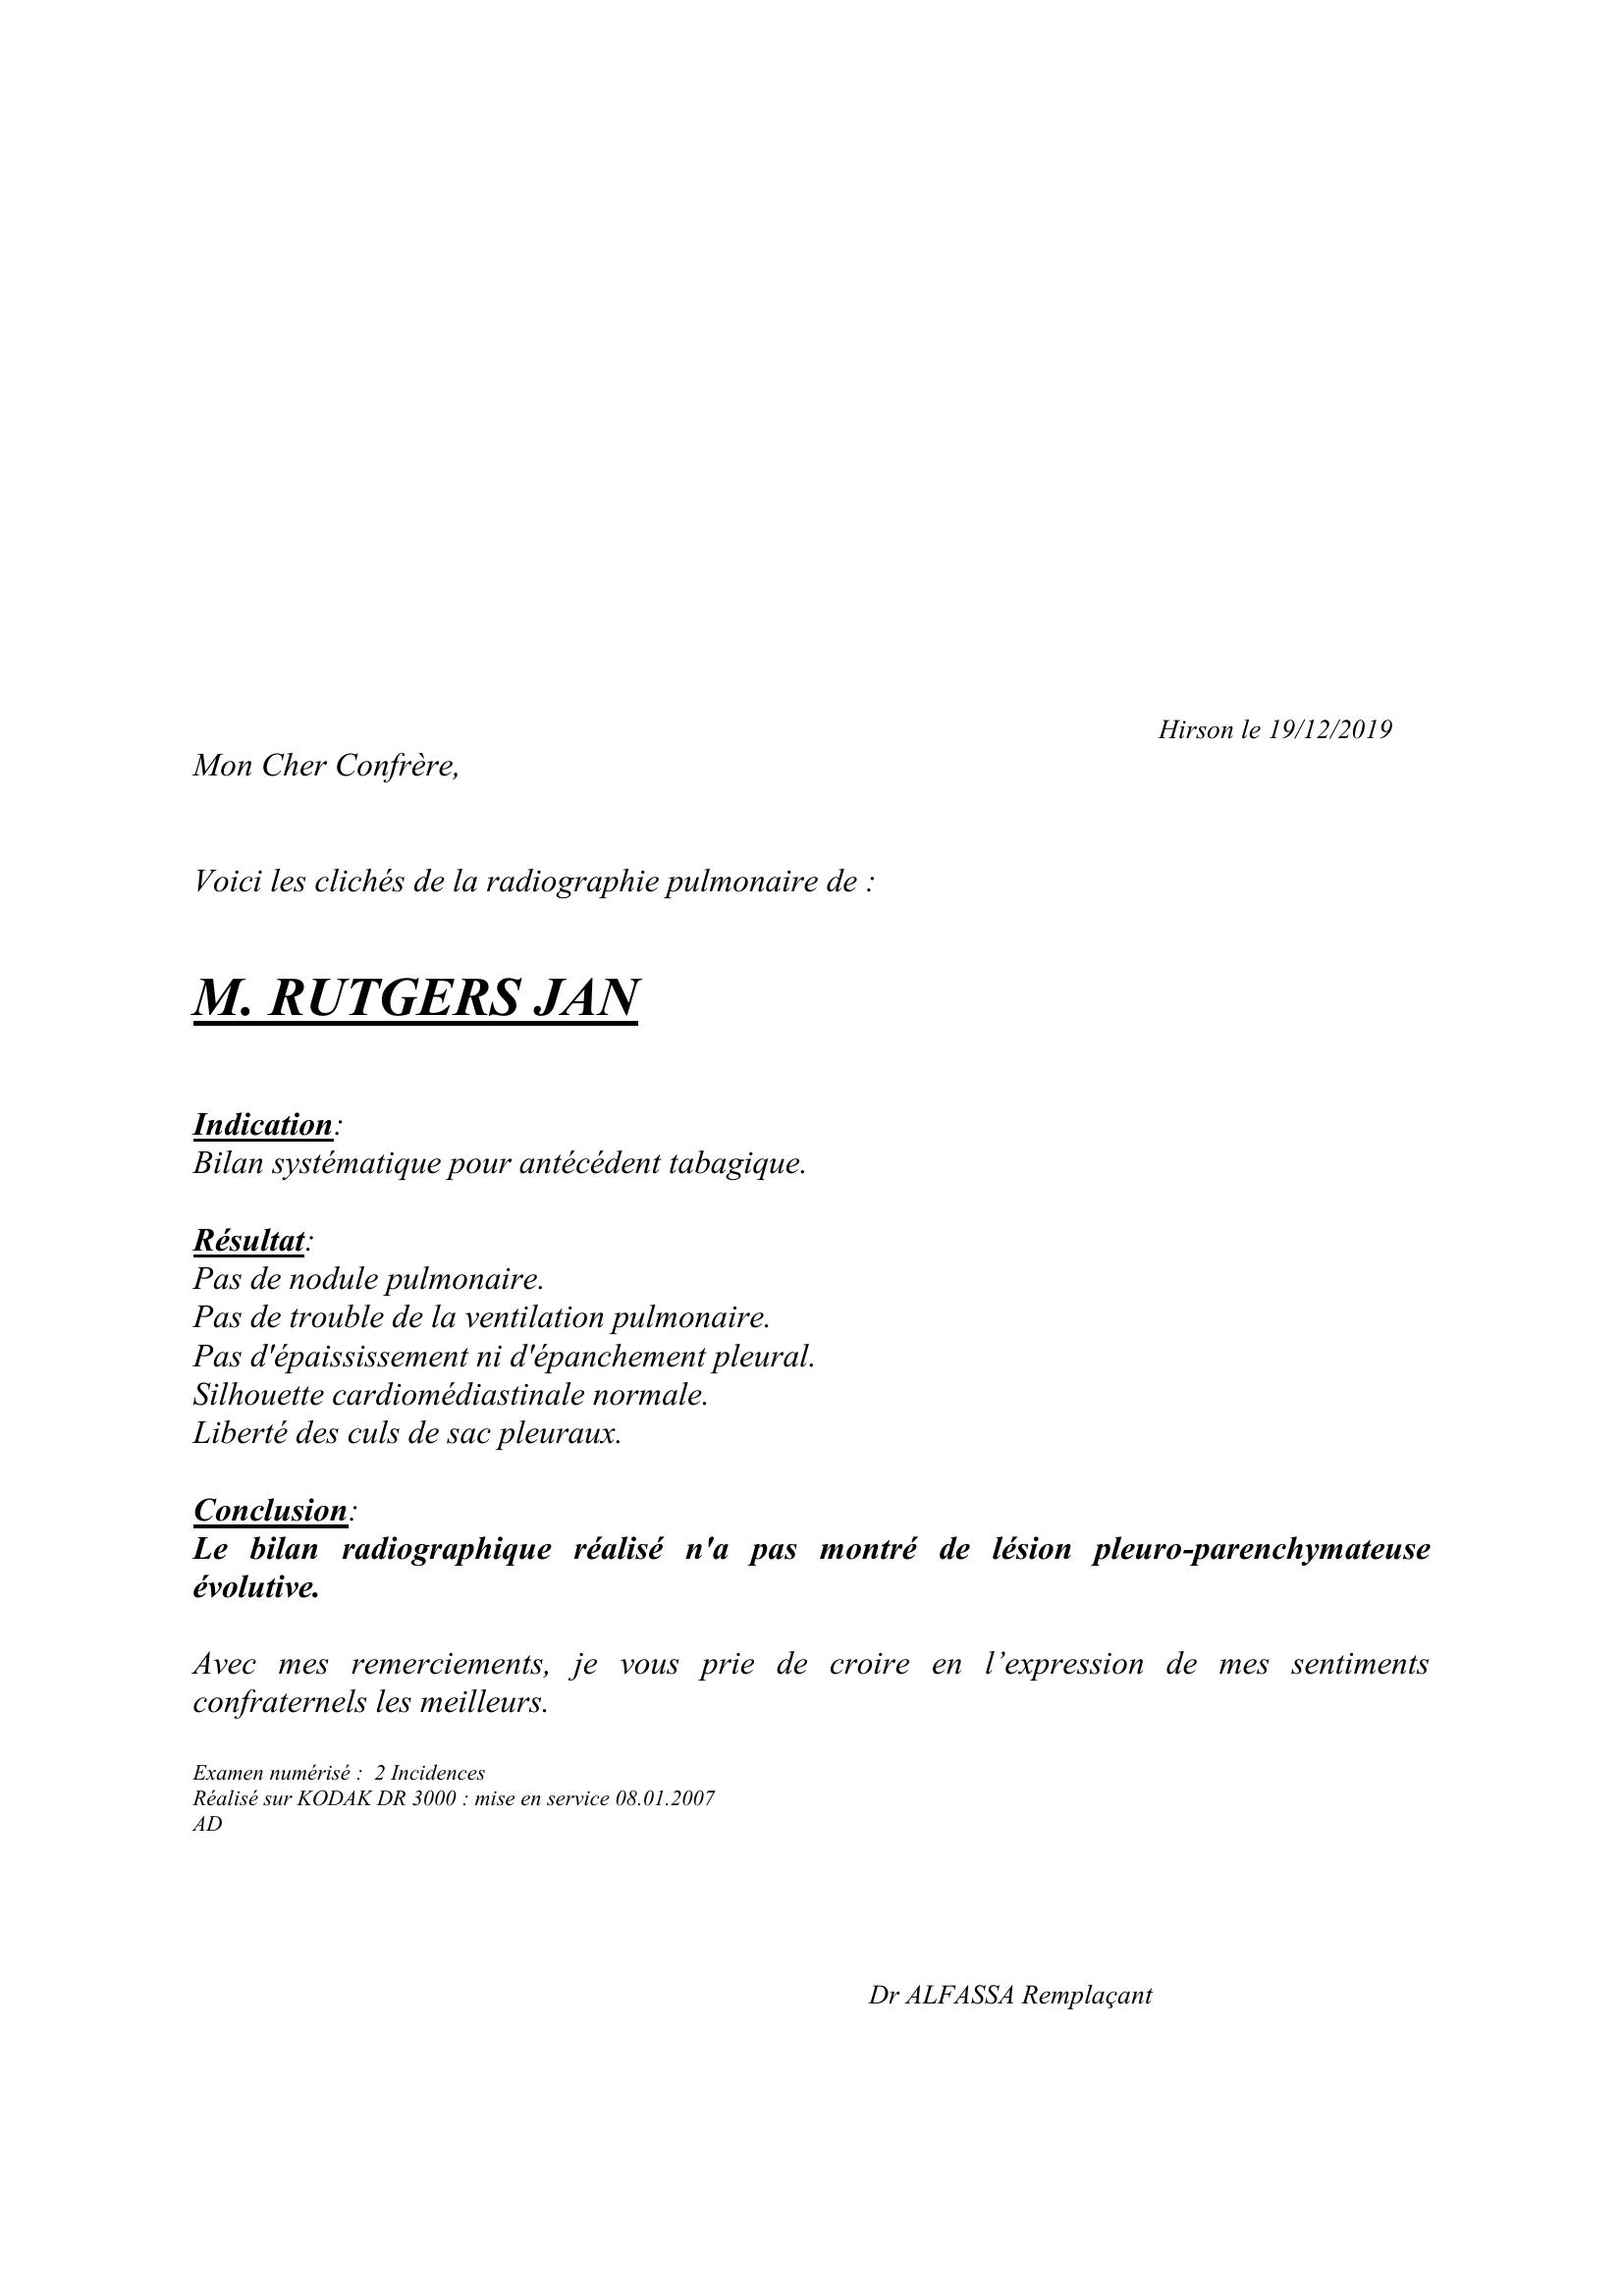 Hirson le 19/12/2019
Mon Cher Confrère,
Voici les clichés de la radiographie pulmonaire de :
M. RUTGERS JAN
Indication:
Bilan systématique pour antécédent tabagique.
Résultat:
Pas de nodule pulmonaire.
Pas de trouble de la ventilation pulmonaire.
Pas d'épaississement ni d'épanchement pleural.
Silhouette cardiomédiastinale normale.
Liberté des culs de sac pleuraux.
Conclusion:
Le bilan radiographique réalisé n'a pas montré de lésion pleuro-parenchymateuse
évolutive.
Avec mes remerciements, je vous prie de croire en l’expression de mes sentiments
confraternels les meilleurs.
Examen numérisé :  2 Incidences
Réalisé sur KODAK DR 3000 : mise en service 08.01.2007
AD
Dr ALFASSA Remplaçant